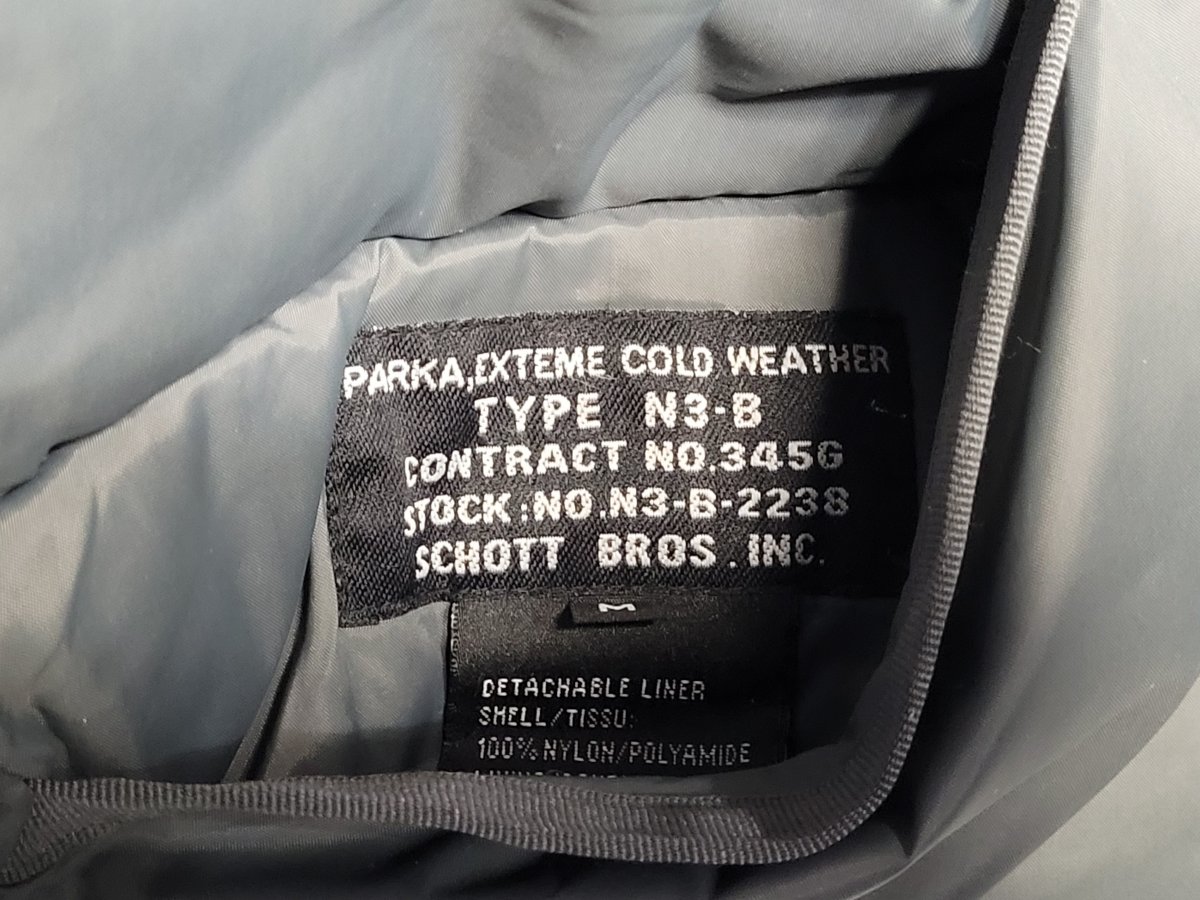 PARKA,EXTEME COLD WEATHER
TYPE N3-B
CONTRACT NO.345G
STOCK:NO.N3-B-2238
SCHOTT BROS.INC.
M
DETACHABLE LINER
SHELL/TISSU:
100% NYLON/POLYAMIDE